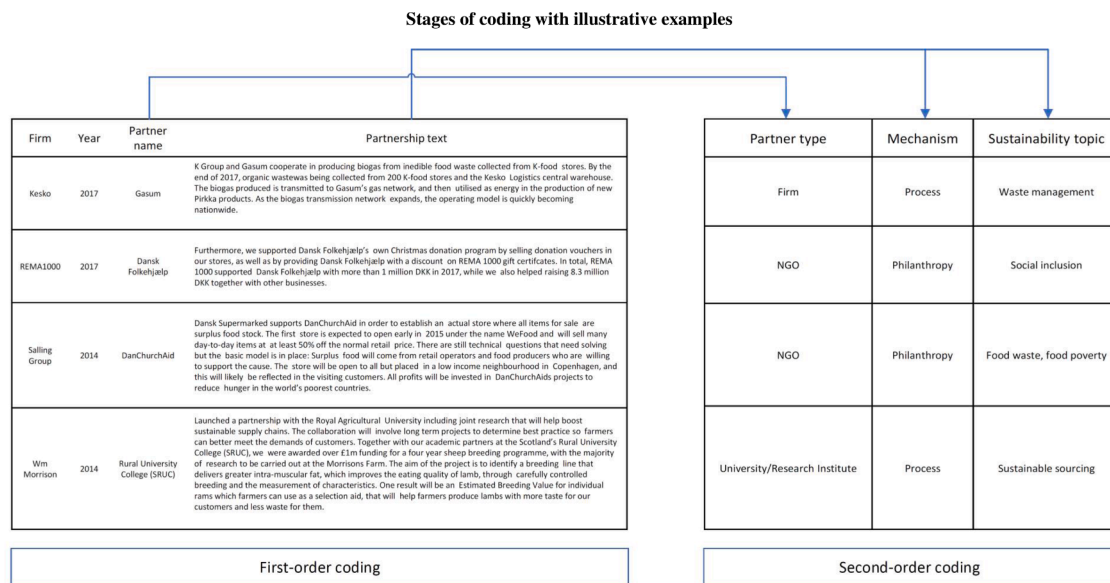 Stages of coding with illustrative examples
Firm
Year
Partner
name
Partnership text
Partner type
Mechanism
Sustainability topic
Kesko
2017
Gasum
K Group and Gasum cooperate in producing biogas from inedible food waste collected from K-food stores. By the
end of 2017, organic wastewas being collected from 200 K-food stores and the Kesko Logistics central warehouse.
The biogas produced is transmitted to Gasum's gas network, and then utilised as energy in the production of new
Pirkka products. As the biogas transmission network expands, the operating model is quickly becoming
nationwide.
Firm
Process
Waste management
REMA1000
2017
Dansk
Folkehjælp
Furthermore, we supported Dansk Folkehjælp's own Christmas donation program by selling donation vouchers in
our stores, as well as by providing Dansk Folkehjælp with a discount on REMA 1000 gift certifcates. In total, REMA
1000 supported Dansk Folkehjælp with more than 1 million DKK in 2017, while we also helped raising 8.3 million
DKK together with other businesses.
NGO
Philanthropy
Social inclusion
Salling
Group
2014
DanChurchAid
Dansk Supermarked supports DanChurchAid in order to establish an actual store where all items for sale are
surplus food stock. The first store is expected to open early in 2015 under the name WeFood and will sell many
day-to-day items at at least 50% off the normal retail price. There are still technical questions that need solving
but the basic model is in place: Surplus food will come from retail operators and food producers who are willing
to support the cause. The store will be open to all but placed in a low income neighbourhood in Copenhagen, and
this will likely be reflected in the visiting customers. All profits will be invested in DanChurchAids projects to
reduce hunger in the world's poorest countries.
NGO
Philanthropy
Food waste, food poverty
Wm
Morrison
2014
Rural University
College (SRUC)
Launched a partnership with the Royal Agricultural University including joint research that will help boost
sustainable supply chains. The collaboration will involve long term projects to determine best practice so farmers
can better meet the demands of customers. Together with our academic partners at the Scotland's Rural University
College (SRUC), we were awarded over £1m funding for a four year sheep breeding programme, with the majority
of research to be carried out at the Morrisons Farm. The aim of the project is to identify a breeding line that
delivers greater intra-muscular fat, which improves the eating quality of lamb, through carefully controlled
breeding and the measurement of characteristics. One result will be an Estimated Breeding Value for individual
rams which farmers can use as a selection aid, that will help farmers produce lambs with more taste for our
customers and less waste for them.
University/Research Institute
Process
Sustainable sourcing
First-order coding
Second-order coding